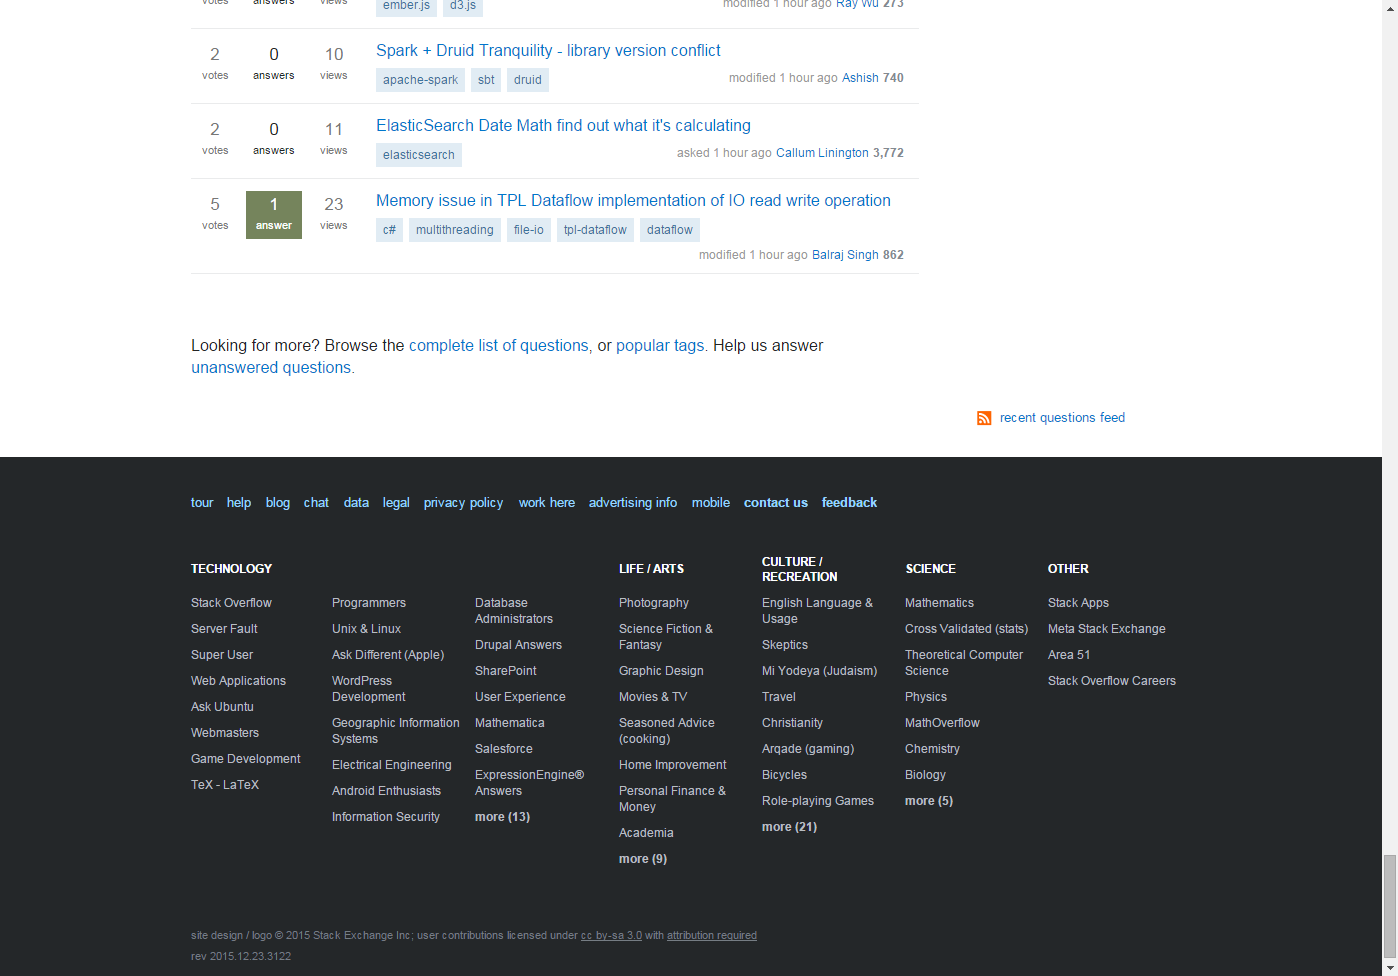 votes answers views ember.js d3.js modified 1 hour ago Ray Wu 273
2 0 10 Spark + Druid Tranquility - library version conflict
votes answers views apache-spark sbt druid modified 1 hour ago Ashish 740
2 0 11 ElasticSearch Date Math find out what it's calculating
votes answers views elasticsearch asked 1 hour ago Callum Linington 3,772
5 1 23 Memory issue in TPL Dataflow implementation of IO read write operation
votes answer views c# multithreading file-io tpl-dataflow dataflow
modified 1 hour ago Balraj Singh 862
Looking for more? Browse the complete list of questions, or popular tags. Help us answer
unanswered questions.
recent questions feed
tour help blog chat data legal privacy policy work here advertising info mobile contact us feedback
TECHNOLOGY
Stack Overflow
Server Fault
Super User
Web Applications
Ask Ubuntu
Webmasters
Game Development
TeX - LaTeX
Programmers
Unix & Linux
Ask Different (Apple)
WordPress
Development
Geographic Information
Systems
Electrical Engineering
Android Enthusiasts
Information Security
Database
Administrators
Drupal Answers
SharePoint
User Experience
Mathematica
Salesforce
ExpressionEngine®
Answers
more (13)
LIFE / ARTS
Photography
Science Fiction &
Fantasy
Graphic Design
Movies & TV
Seasoned Advice
(cooking)
Home Improvement
Personal Finance &
Money
Academia
more (9)
CULTURE /
RECREATION
English Language &
Usage
Skeptics
Mi Yodeya (Judaism)
Travel
Christianity
Arqade (gaming)
Bicycles
Role-playing Games
more (21)
SCIENCE
Mathematics
Cross Validated (stats)
Theoretical Computer
Science
Physics
MathOverflow
Chemistry
Biology
more (5)
OTHER
Stack Apps
Meta Stack Exchange
Area 51
Stack Overflow Careers
site design / logo © 2015 Stack Exchange Inc; user contributions licensed under cc by-sa 3.0 with attribution required
rev 2015.12.23.3122